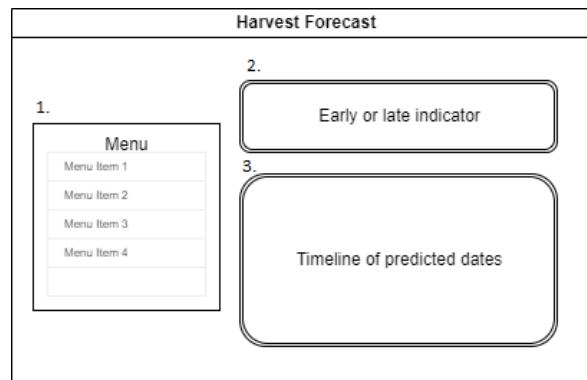 Harvest Forecast
1.
Menu
Menu Item 1
Menu Item 2
Menu Item 3
Menu Item 4
2.
Early or late indicator
3.
Timeline of predicted dates